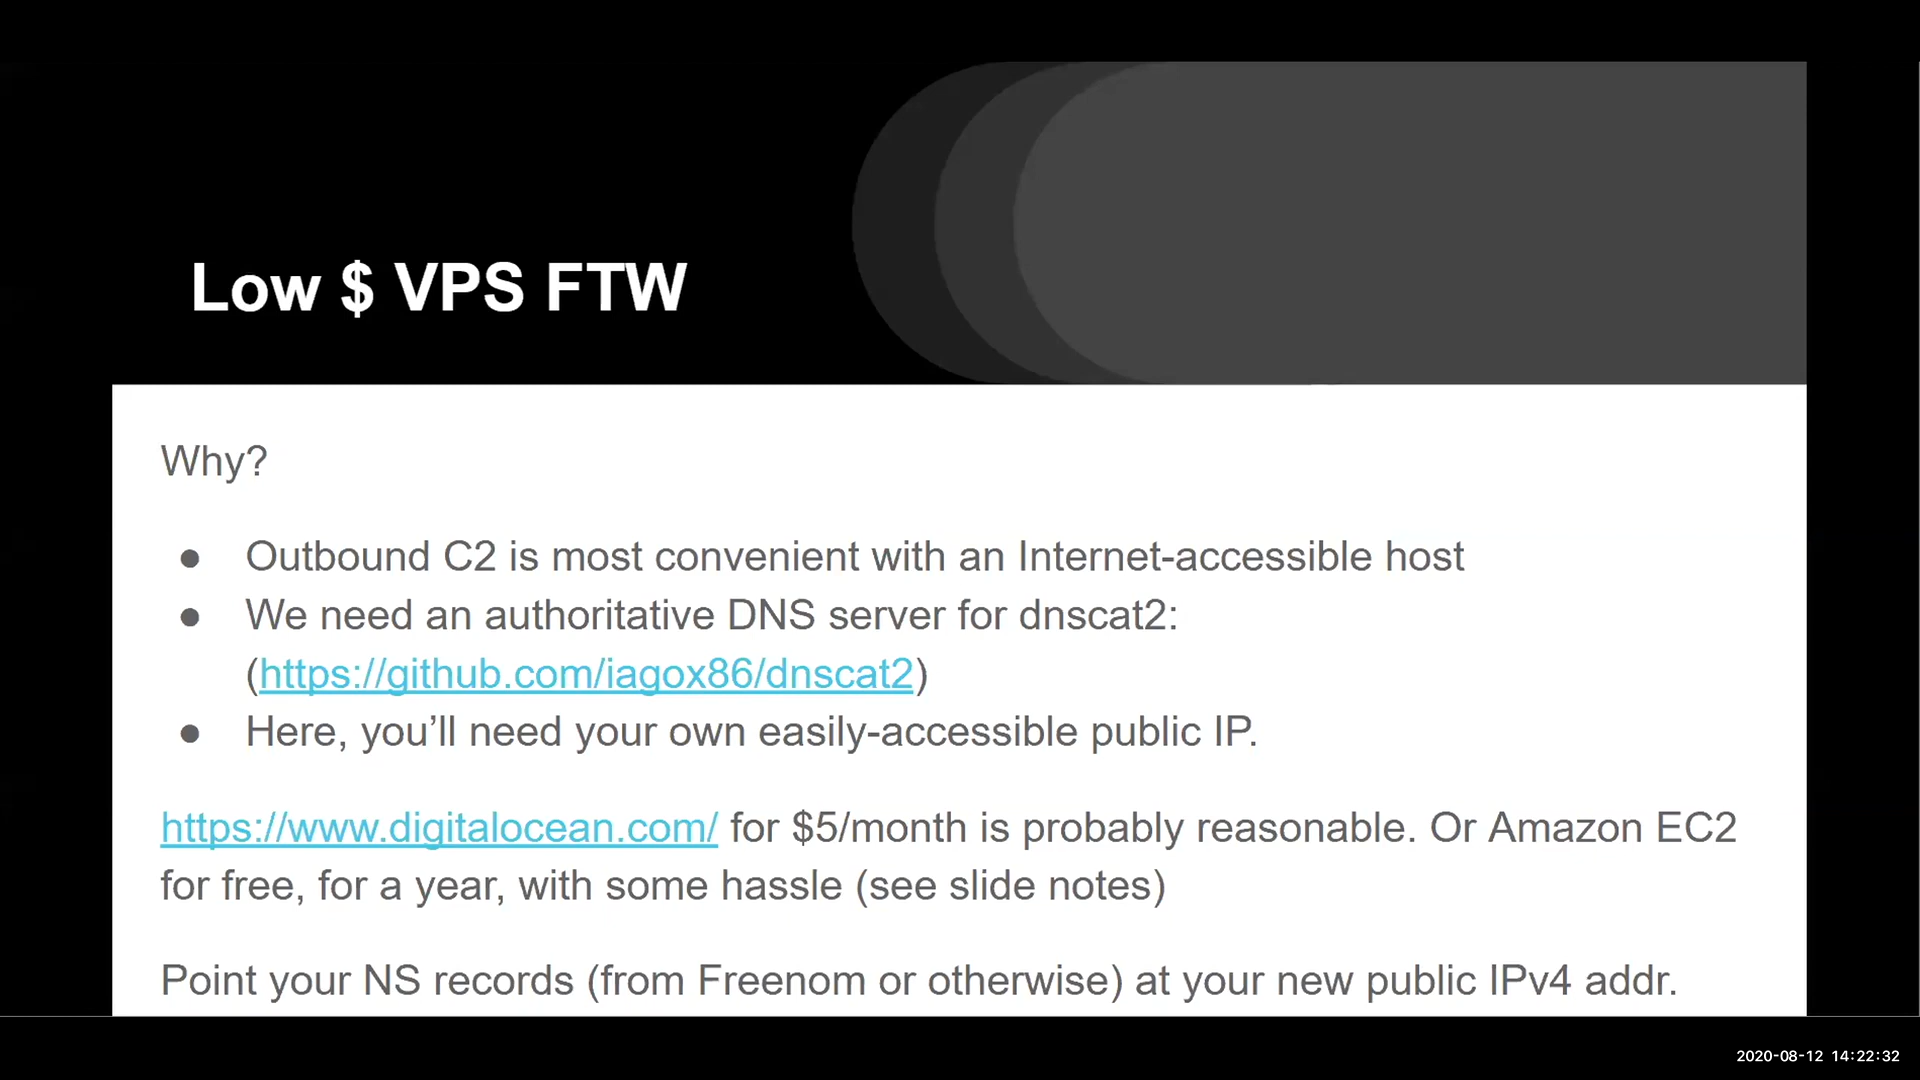 Low $ VPS FTW
Why?
● Outbound C2 is most convenient with an Internet-accessible host
● We need an authoritative DNS server for dnscat2:
(https://github.com/iagox86/dnscat2)
● Here, you’ll need your own easily-accessible public IP.
https://www.digitalocean.com/ for $5/month is probably reasonable. Or Amazon EC2
for free, for a year, with some hassle (see slide notes)
Point your NS records (from Freenom or otherwise) at your new public IPv4 addr.
2020-08-12 14:22:32